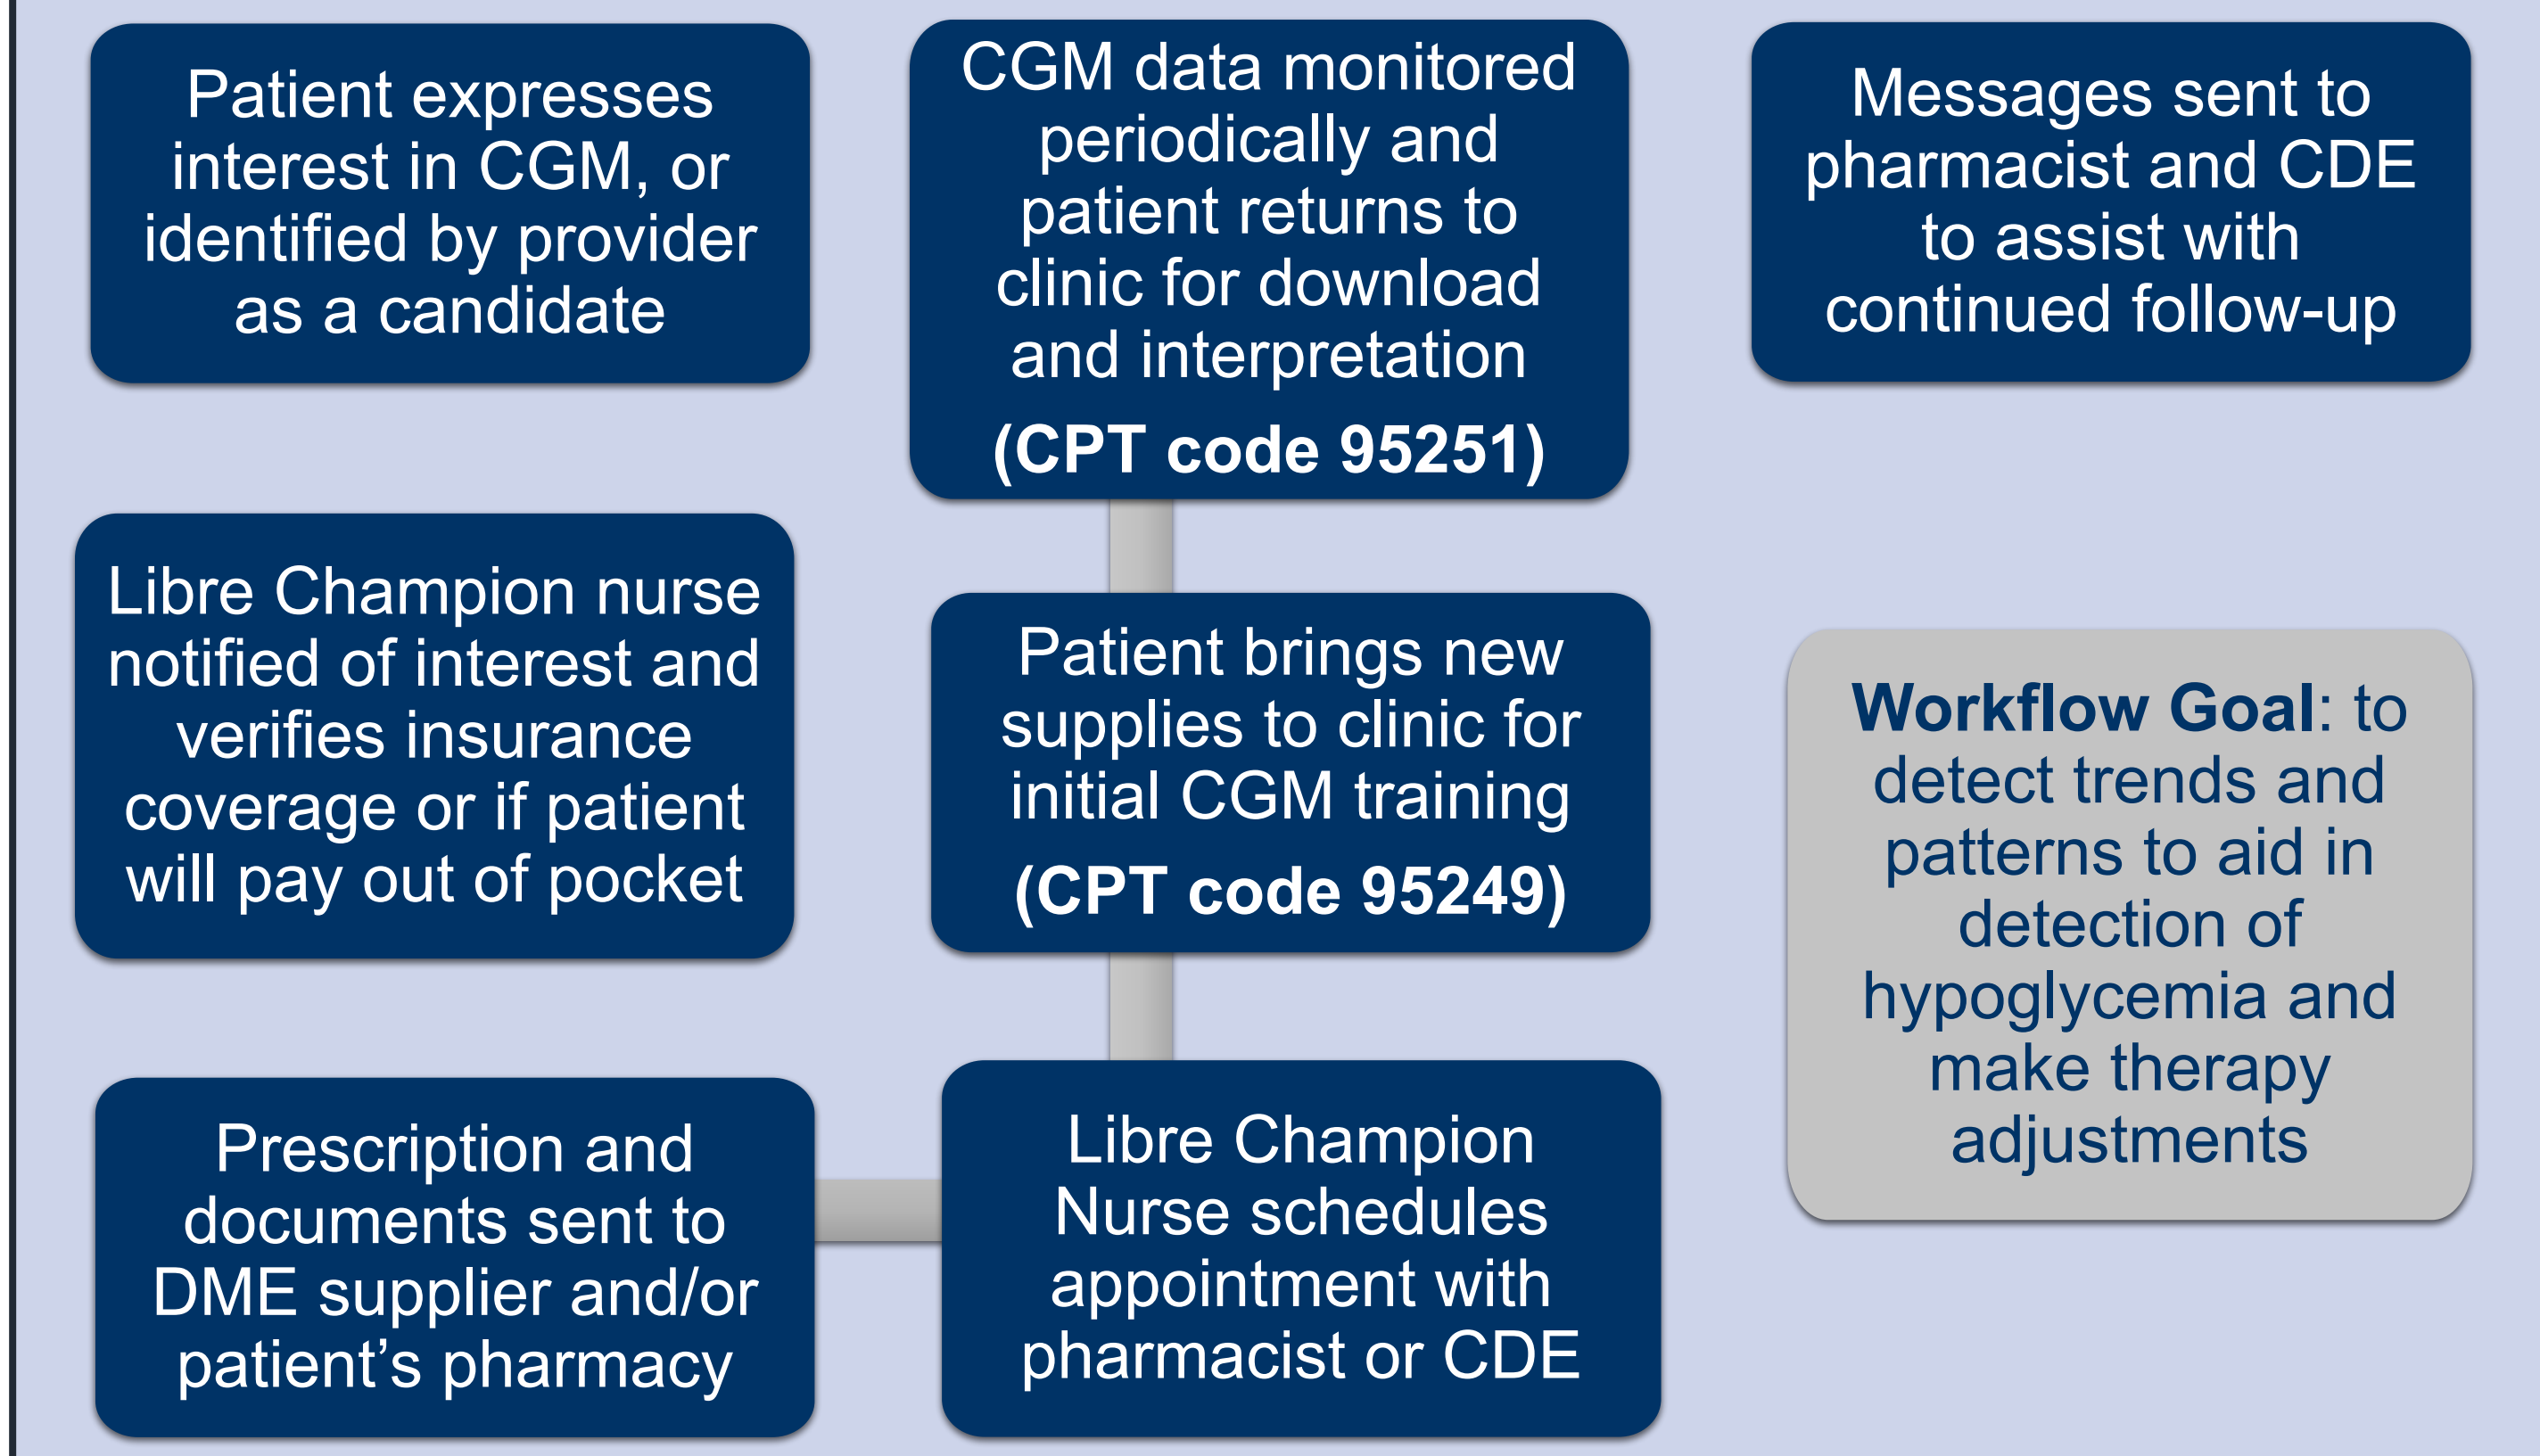 Patient expresses
interest in CGM, or
identified by provider
as a candidate
Libre Champion nurse
notified of interest and
verifies insurance
coverage or if patient
will pay out of pocket
Prescription and
documents sent to
DME supplier and/or
patient’s pharmacy
Libre Champion
Nurse schedules
appointment with
pharmacist or CDE
Patient brings new
supplies to clinic for
initial CGM training
(CPT code 95249)
CGM data monitored
periodically and
patient returns to
clinic for download
and interpretation
(CPT code 95251)
Messages sent to
pharmacist and CDE
to assist with
continued follow-up
Workflow Goal: to
detect trends and
patterns to aid in
detection of
hypoglycemia and
make therapy
adjustments